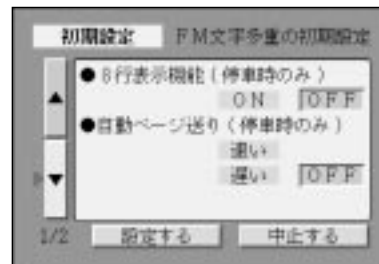 初期設定 FM文字多重の初期設定
●8行表示機能(停車時のみ)
ON OFF
●自動ページ送り(停車時のみ)
速い
遅い OFF
1/2 設定する 中止する